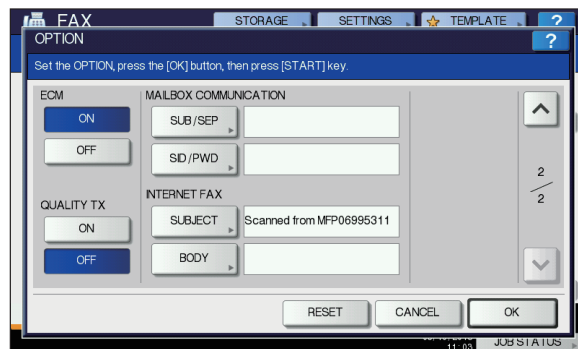 FAX
STORAGE SETTINGS TEMPLATE ?
OPTION ?
Set the OPTION, press the [OK] button, then press [START] key.
ECM
ON
OFF
QUALITY TX
ON
OFF
MAILBOX COMMUNICATION
SUB/SEP
SID/PWD
INTERNET FAX
SUBJECT Scanned from MFP06995311
BODY
2
2
RESET CANCEL OK
11:03 JOB STATUS